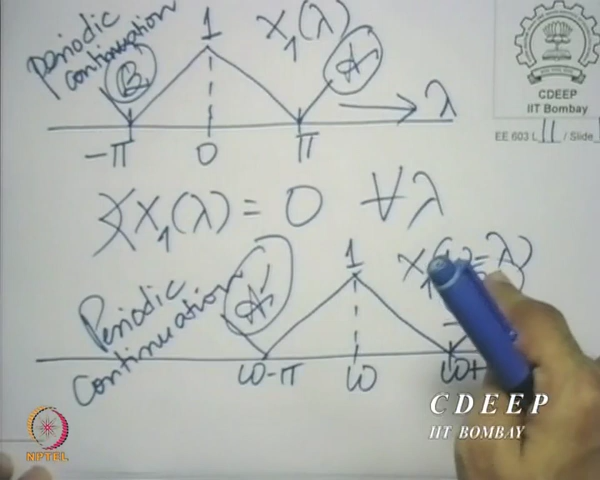 Periodic
continuation
B
1
X₁(λ)
A
λ
-π
0
π
∢X₁(λ) = 0 ∀λ
Periodic
continuation
A
1
ω-π
ω
ω+
CDEEP
IIT Bombay
EE 603 L 11 / Slide
CDEEP
IIT BOMBAY
NPTEL